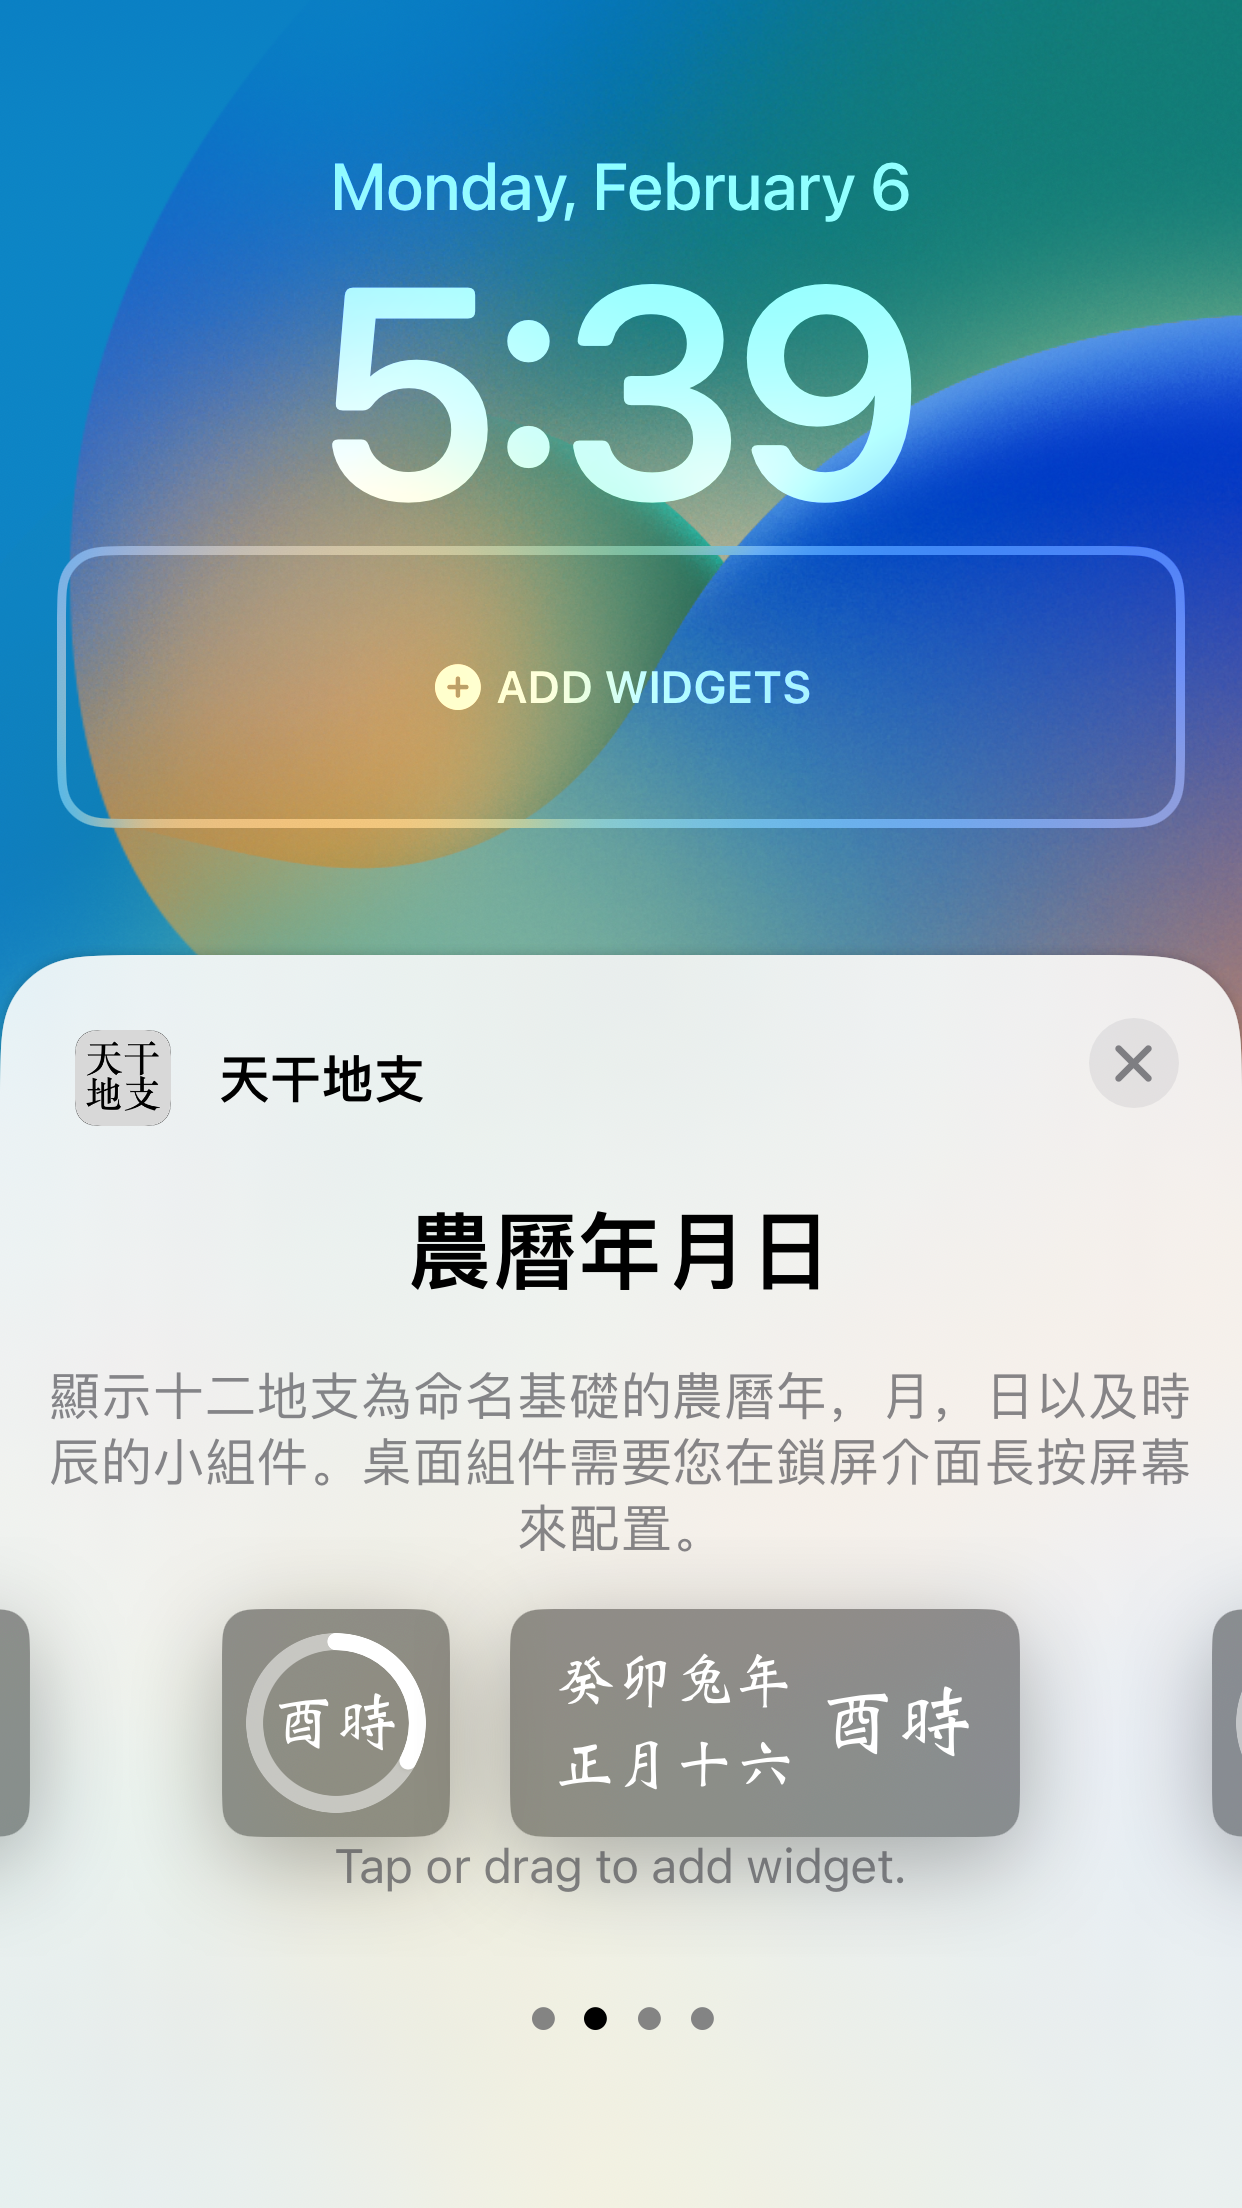 Monday, February 6
5:39
ADD WIDGETS
天干
地支
天干地支
農曆年月日
顯示十二地支為命名基礎的農曆年，月，日以及時
辰的小組件。桌面組件需要您在鎖屏介面長按屏幕
來配置。
酉時
癸卯兔年
正月十六
酉時
Tap or drag to add widget.